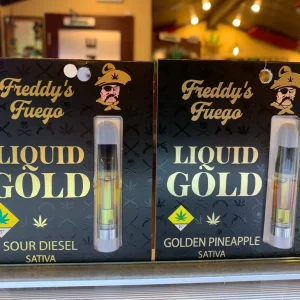 Freddy's
Fuego
LIQUID
GOLD
SOUR DIESEL
SATIVA
Freddy's
Fuego
LIQUID
GOLD
GOLDEN PINEAPPLE
SATIVA